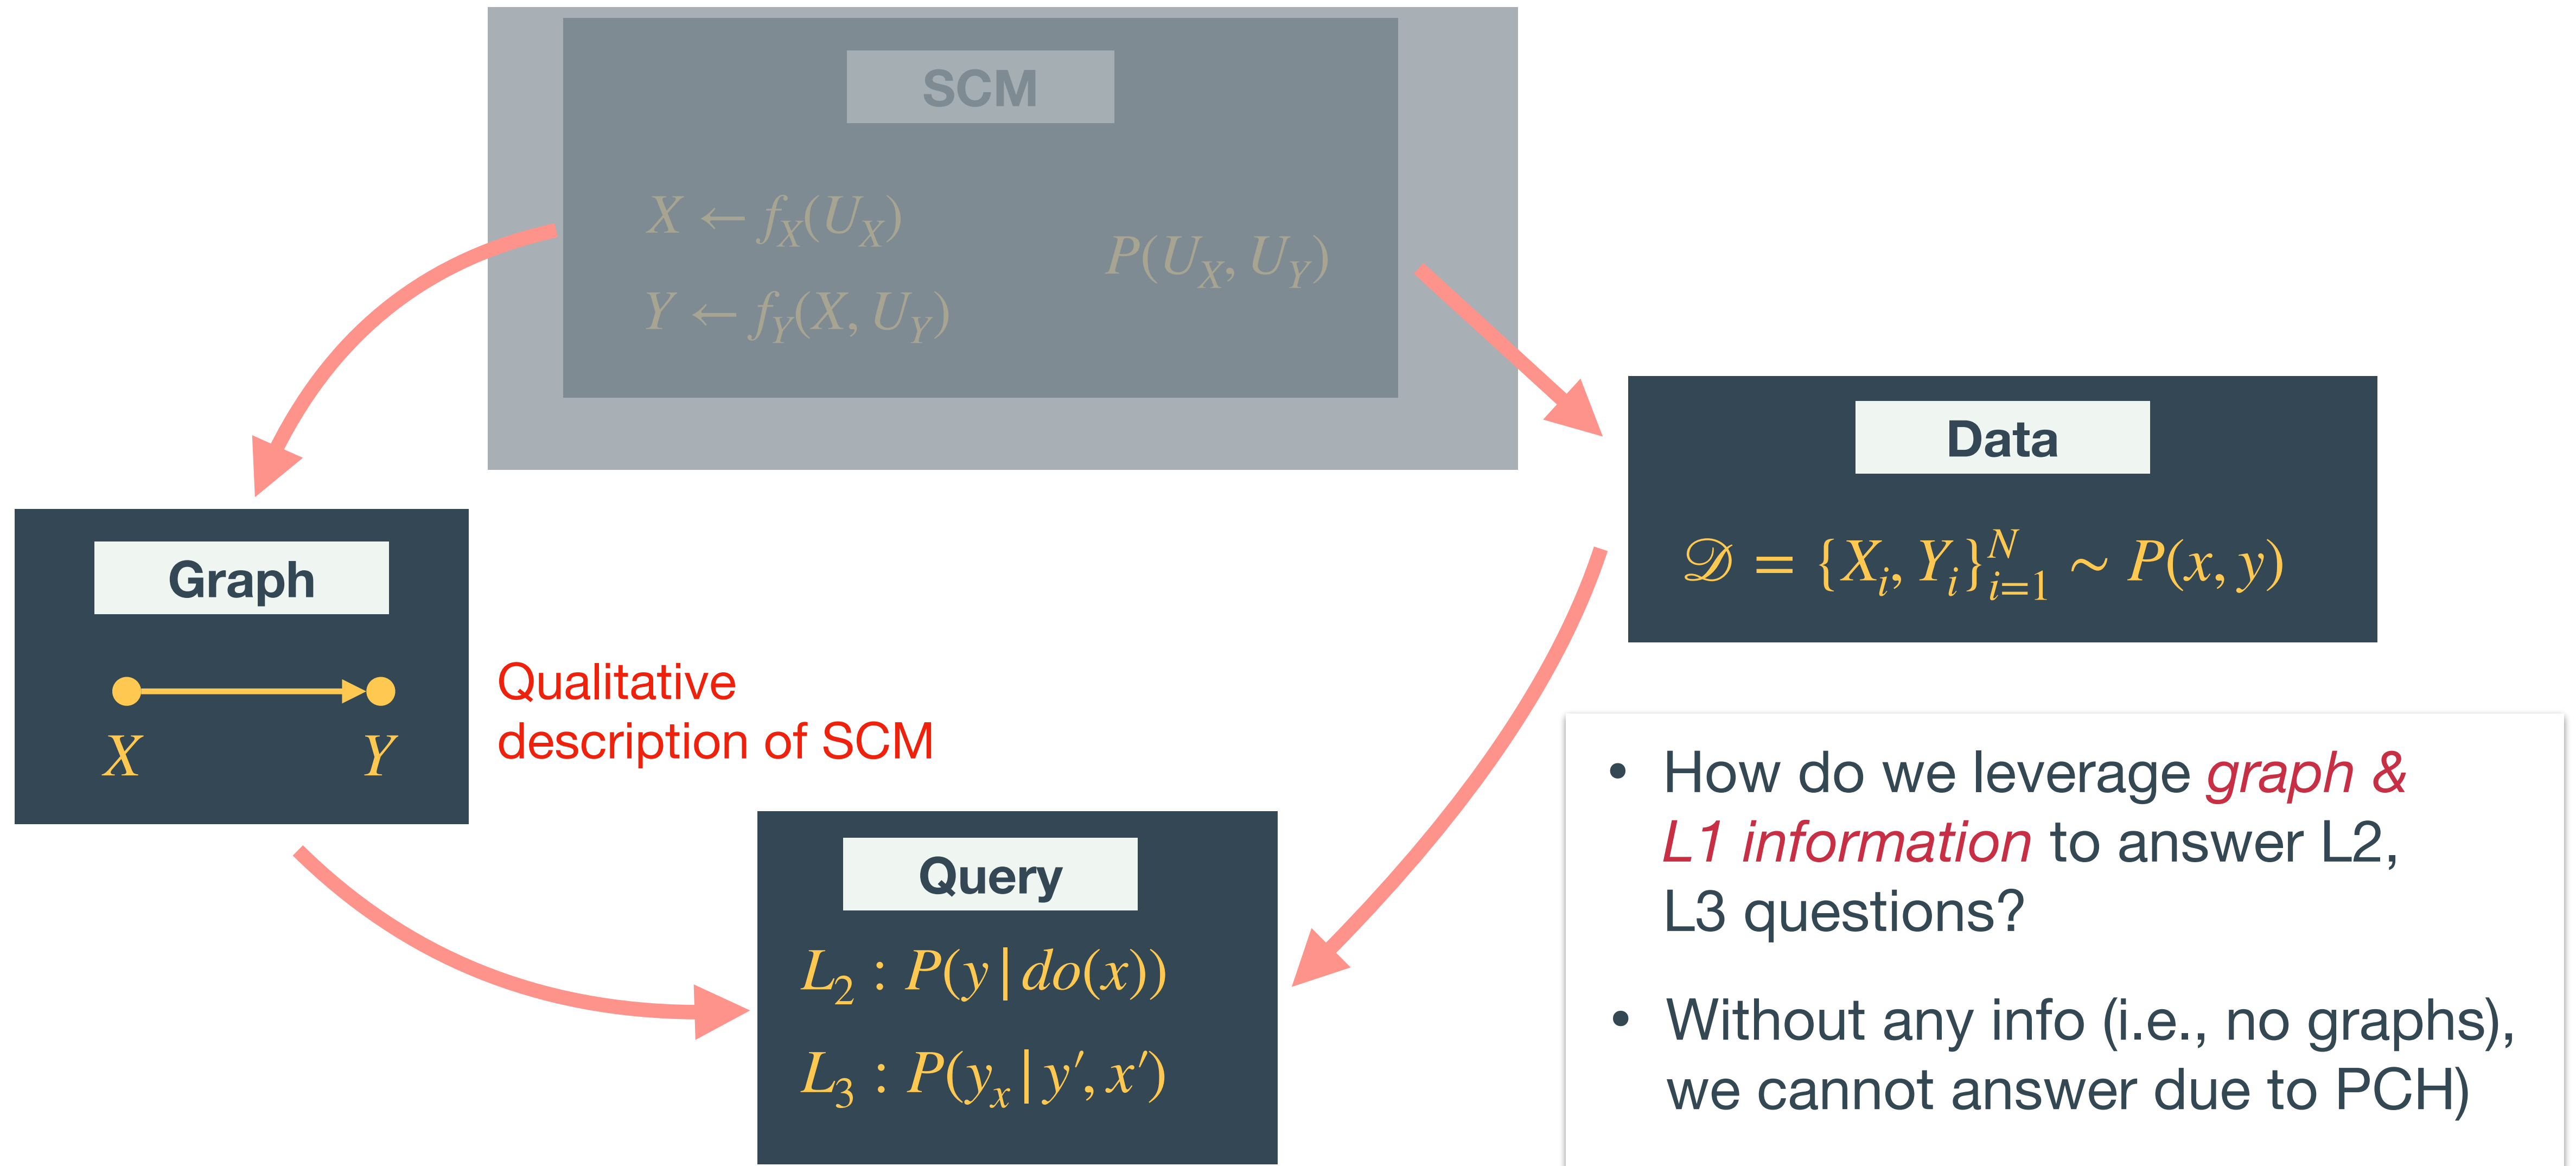 SCM
X ← f_X(U_X)
Y ← f_Y(X, U_Y)
P(U_X, U_Y)
Data
𝒟 = {X_i, Y_i}_{i=1}^N ∼ P(x, y)
Graph
X Y
Qualitative
description of SCM
Query
L_2 : P(y | do(x))
L_3 : P(y_x | y′, x′)
• How do we leverage graph &
L1 information to answer L2,
L3 questions?
• Without any info (i.e., no graphs),
we cannot answer due to PCH)